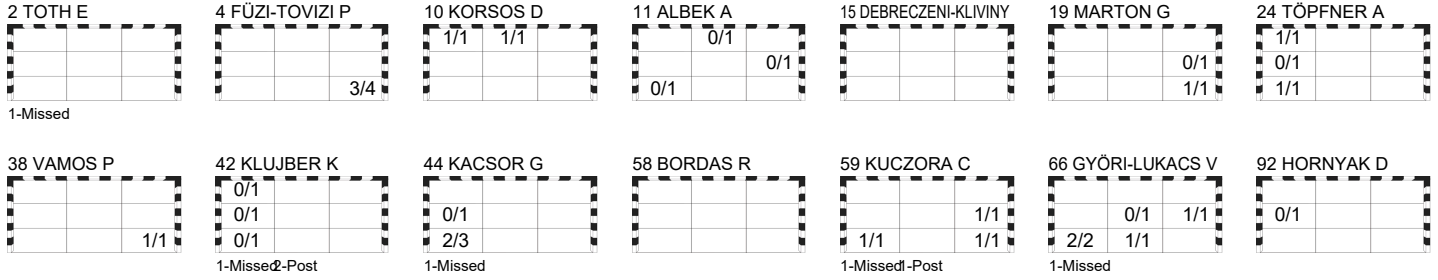 2 TOTH E 4 FÜZI-TOVIZI P 10 KORSOS D 11 ALBEK A 15 DEBRECZENI-KLIVINY 19 MARTON G 24 TÖPFNER A
1/1 1/1 0/1 1/1
0/1 0/1 0/1
3/4 0/1 1/1 1/1
1-Missed
38 VAMOS P 42 KLUJBER K 44 KACSOR G 58 BORDAS R 59 KUCZORA C 66 GYÖRI-LUKACS V 92 HORNYAK D
0/1
0/1 0/1 1/1 0/1 1/1 0/1
1/1 0/1 2/3 1/1 1/1 2/2 1/1
1-Missed 2-Post 1-Missed 1-Missed 1-Post 1-Missed